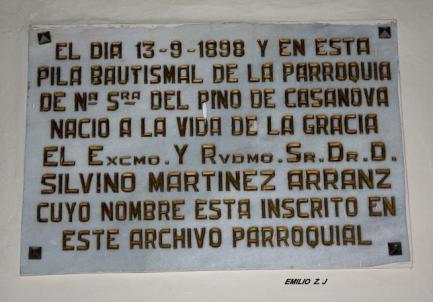 EL DIA 13-9-1898 Y EN ESTA
PILA BAUTISMAL DE LA PARROQUIA
DE Nª Sra DEL PINO DE CASANOVA
NACIO A LA VIDA DE LA GRACIA
EL EXCMO. Y RVDMO. SR. DR. D.
SILVINO MARTINEZ ARRANZ
CUYO NOMBRE ESTA INSCRITO EN
ESTE ARCHIVO PARROQUIAL
EMILIO Z. J